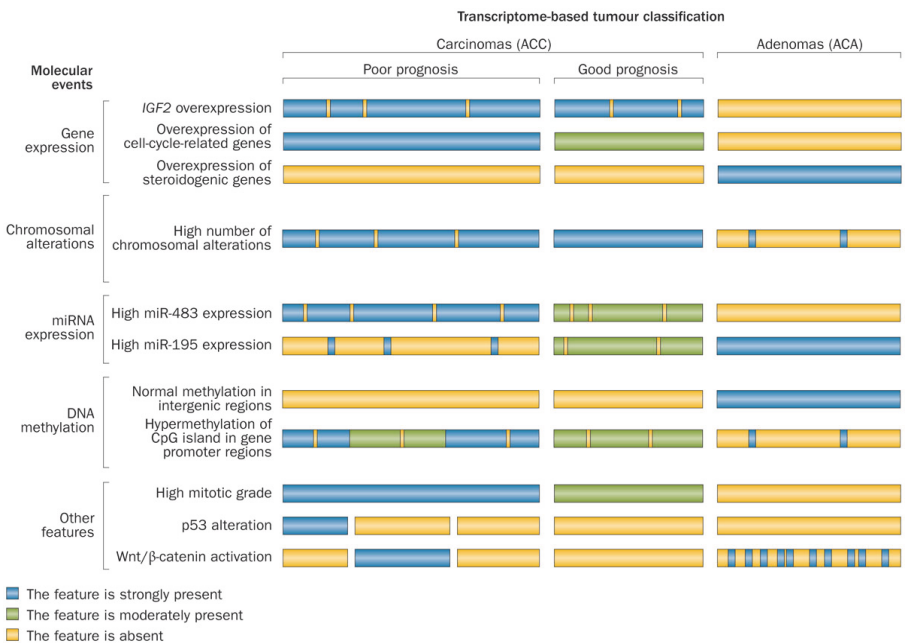 Transcriptome-based tumour classification
Carcinomas (ACC)
Adenomas (ACA)
Poor prognosis
Good prognosis
Molecular
events
Gene
expression
IGF2 overexpression
Overexpression of
cell-cycle-related genes
Overexpression of
steroidogenic genes
Chromosomal
alterations
High number of
chromosomal alterations
miRNA
expression
High miR-483 expression
High miR-195 expression
DNA
methylation
Normal methylation in
intergenic regions
Hypermethylation of
CpG island in gene
promoter regions
Other
features
High mitotic grade
p53 alteration
Wnt/β-catenin activation
The feature is strongly present
The feature is moderately present
The feature is absent